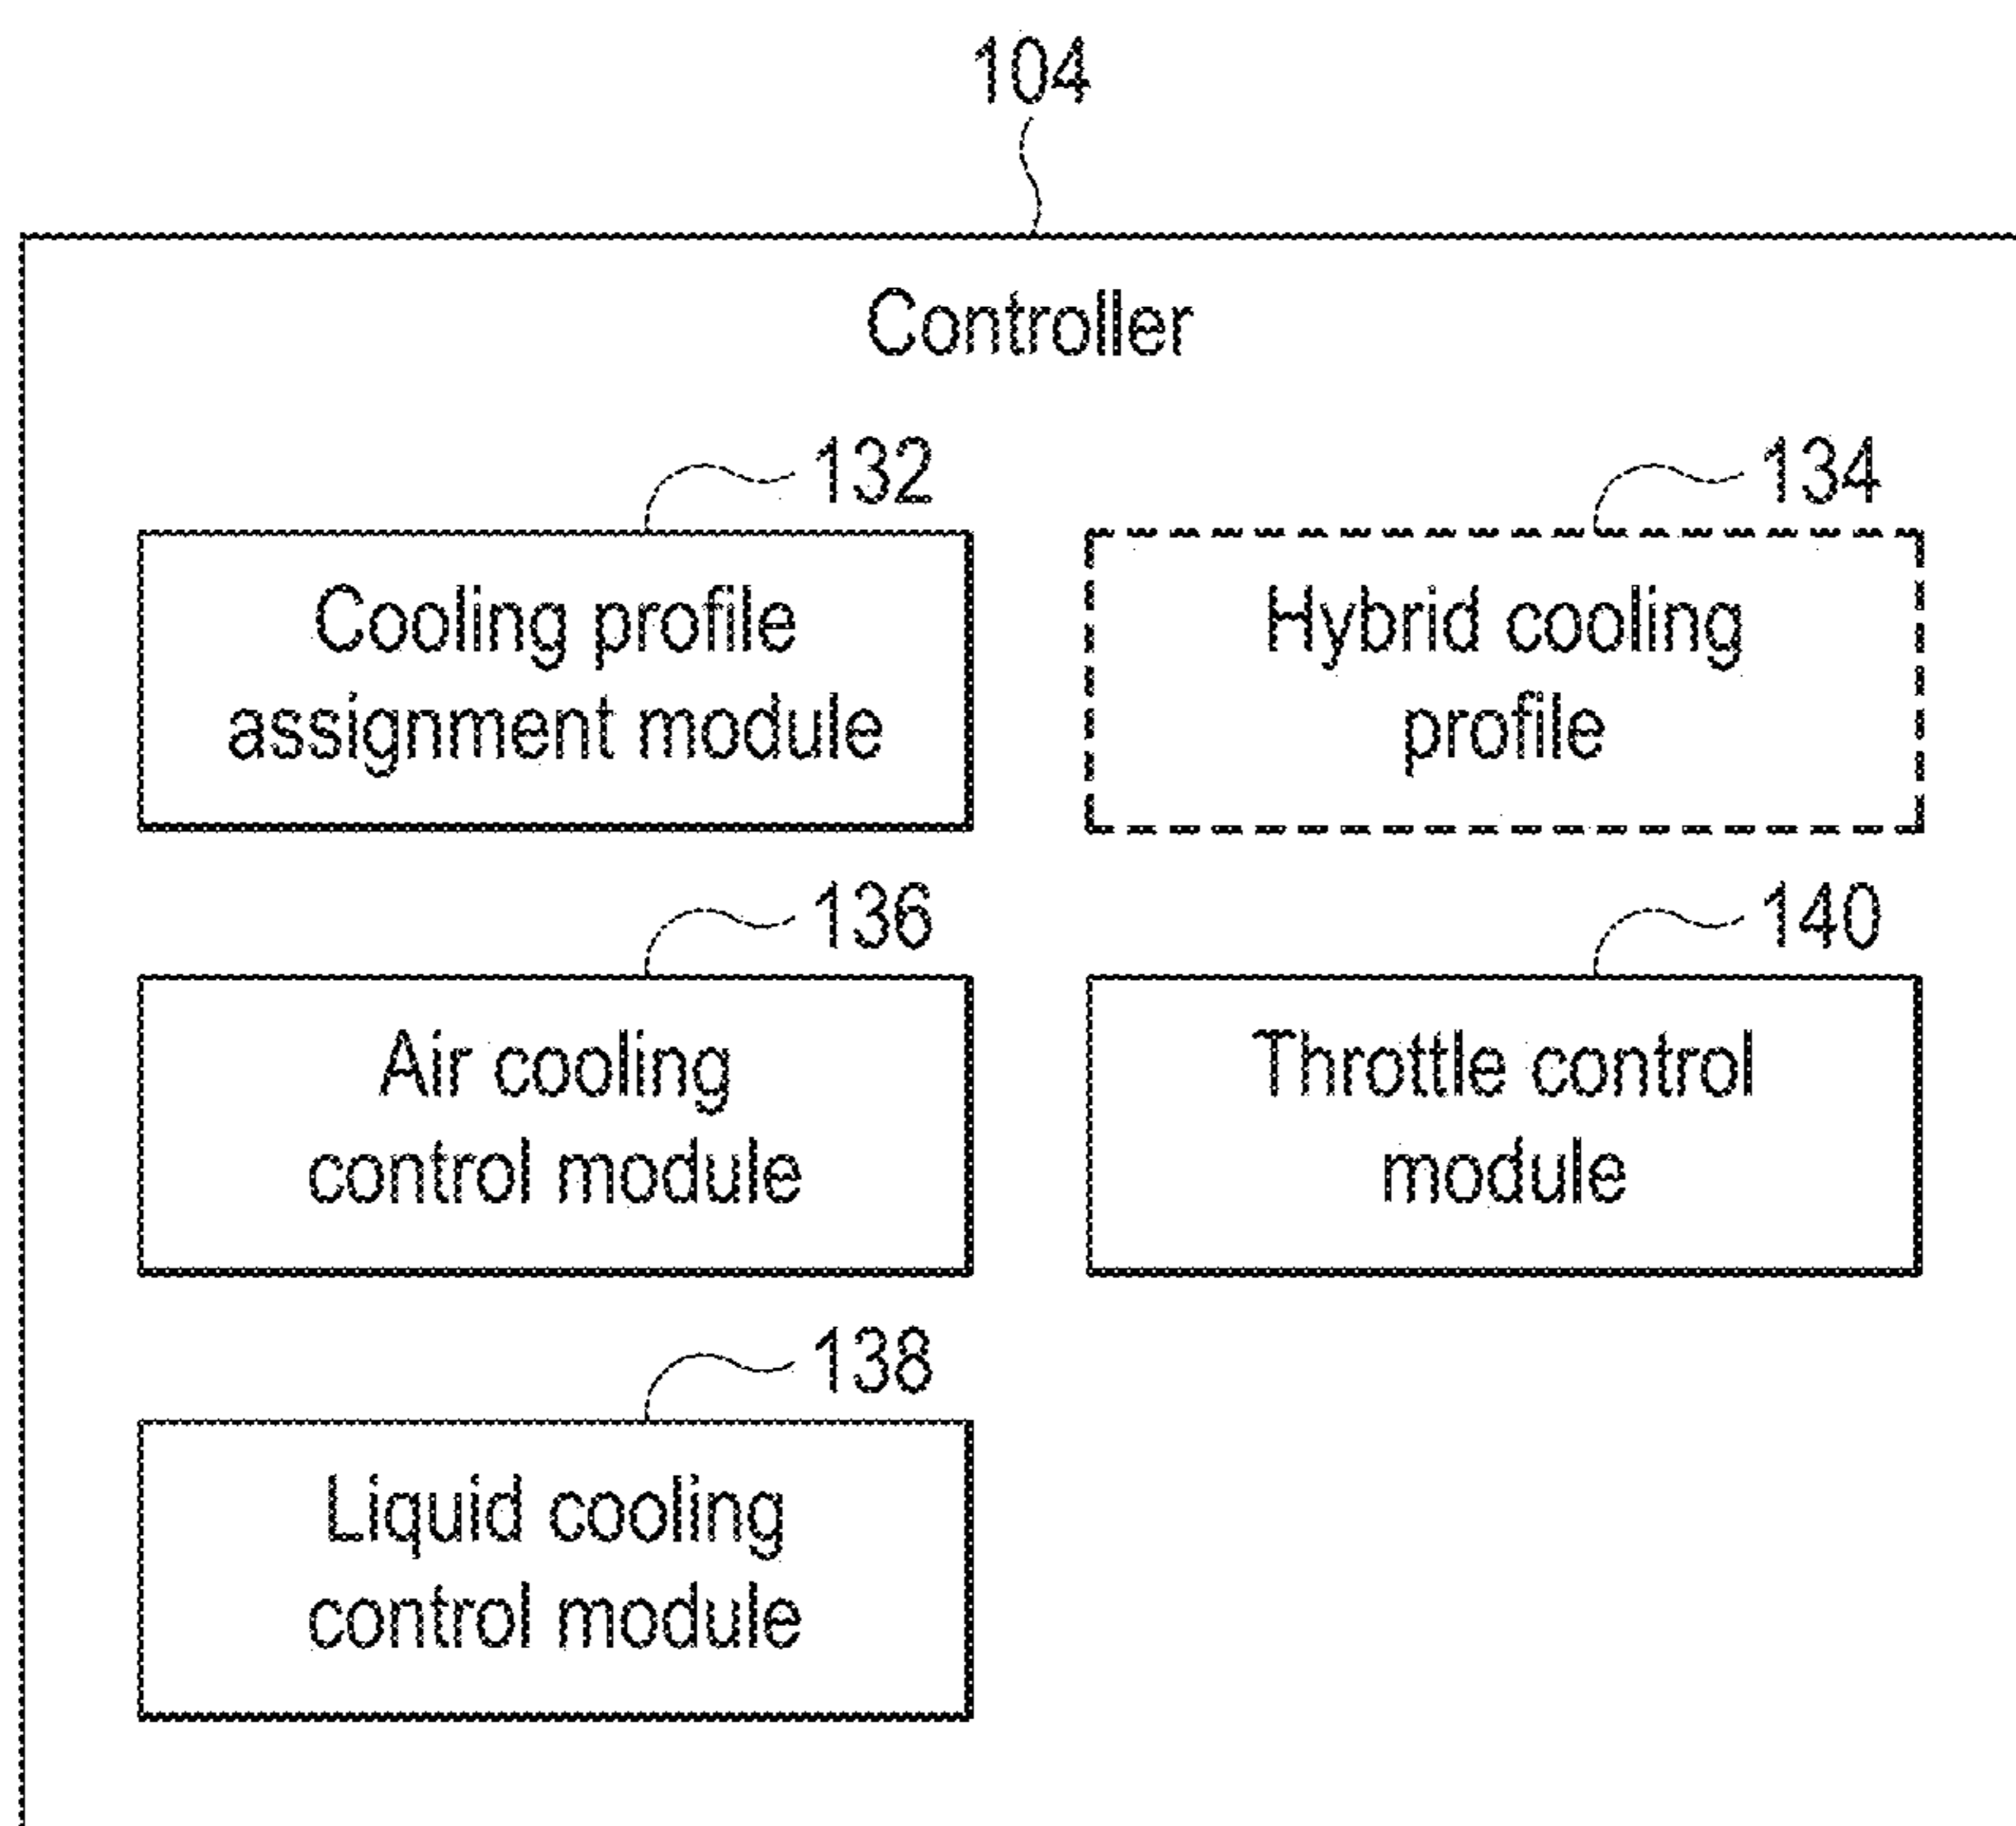 104
Controller
132
Cooling profile
assignment module
134
Hybrid cooling
profile
136
Air cooling
control module
140
Throttle control
module
138
Liquid cooling
control module